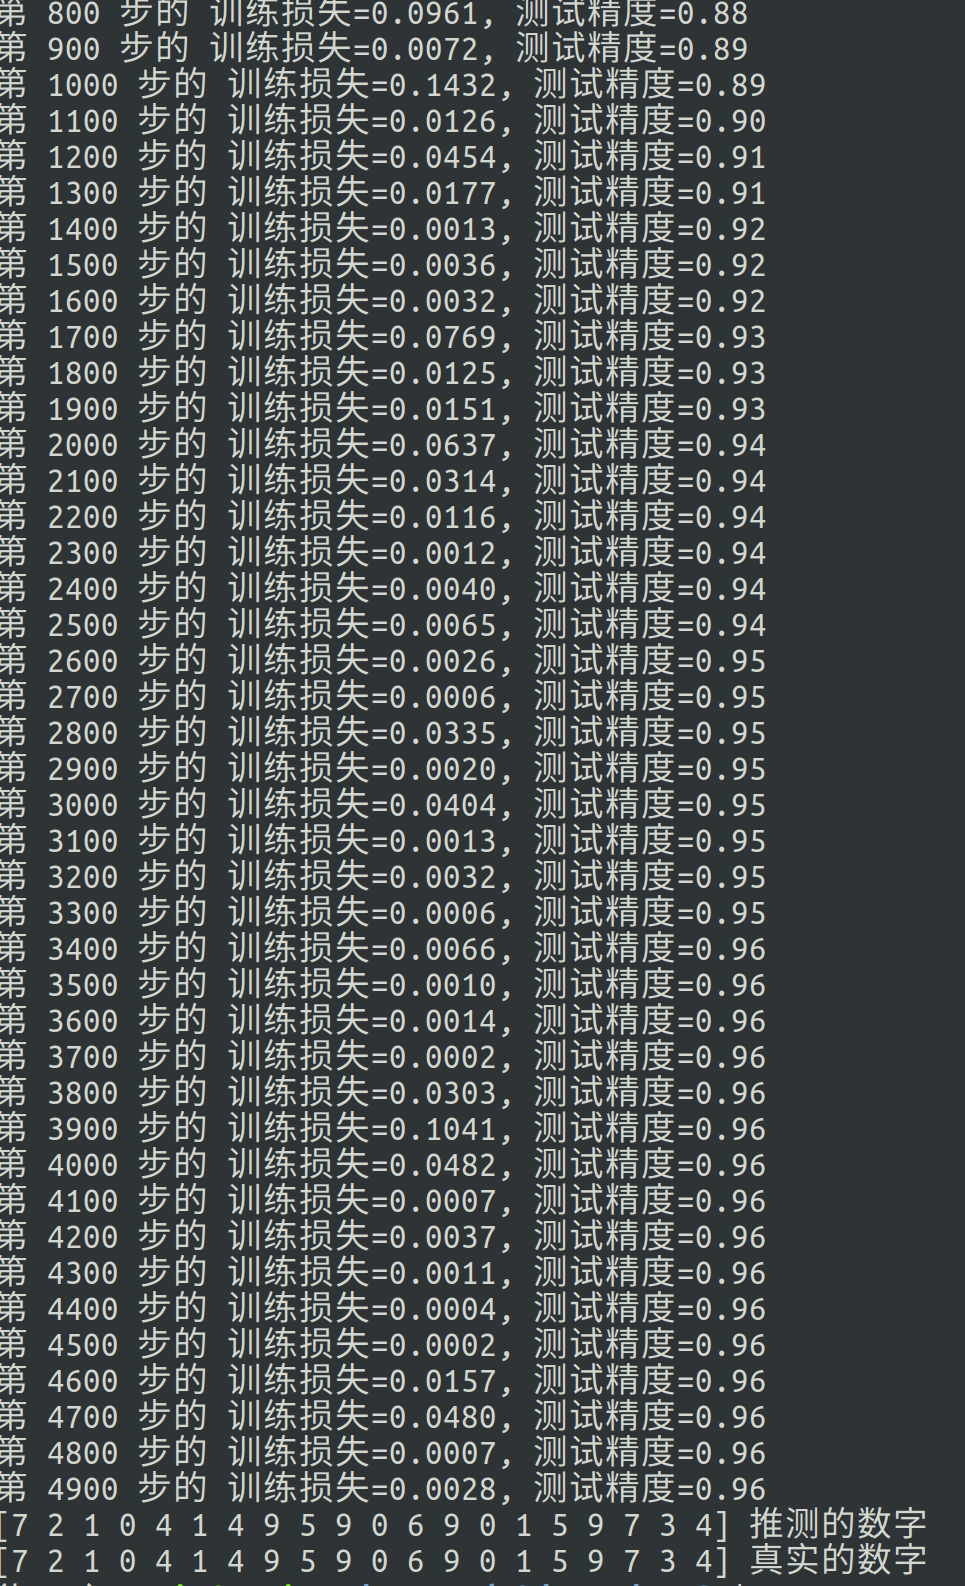 第 800 步的 训练损失=0.0961, 测试精度=0.88
第 900 步的 训练损失=0.0072, 测试精度=0.89
第 1000 步的 训练损失=0.1432, 测试精度=0.89
第 1100 步的 训练损失=0.0126, 测试精度=0.90
第 1200 步的 训练损失=0.0454, 测试精度=0.91
第 1300 步的 训练损失=0.0177, 测试精度=0.91
第 1400 步的 训练损失=0.0013, 测试精度=0.92
第 1500 步的 训练损失=0.0036, 测试精度=0.92
第 1600 步的 训练损失=0.0032, 测试精度=0.92
第 1700 步的 训练损失=0.0769, 测试精度=0.93
第 1800 步的 训练损失=0.0125, 测试精度=0.93
第 1900 步的 训练损失=0.0151, 测试精度=0.93
第 2000 步的 训练损失=0.0637, 测试精度=0.94
第 2100 步的 训练损失=0.0314, 测试精度=0.94
第 2200 步的 训练损失=0.0116, 测试精度=0.94
第 2300 步的 训练损失=0.0012, 测试精度=0.94
第 2400 步的 训练损失=0.0040, 测试精度=0.94
第 2500 步的 训练损失=0.0065, 测试精度=0.94
第 2600 步的 训练损失=0.0026, 测试精度=0.95
第 2700 步的 训练损失=0.0006, 测试精度=0.95
第 2800 步的 训练损失=0.0335, 测试精度=0.95
第 2900 步的 训练损失=0.0020, 测试精度=0.95
第 3000 步的 训练损失=0.0404, 测试精度=0.95
第 3100 步的 训练损失=0.0013, 测试精度=0.95
第 3200 步的 训练损失=0.0032, 测试精度=0.95
第 3300 步的 训练损失=0.0006, 测试精度=0.95
第 3400 步的 训练损失=0.0066, 测试精度=0.96
第 3500 步的 训练损失=0.0010, 测试精度=0.96
第 3600 步的 训练损失=0.0014, 测试精度=0.96
第 3700 步的 训练损失=0.0002, 测试精度=0.96
第 3800 步的 训练损失=0.0303, 测试精度=0.96
第 3900 步的 训练损失=0.1041, 测试精度=0.96
第 4000 步的 训练损失=0.0482, 测试精度=0.96
第 4100 步的 训练损失=0.0007, 测试精度=0.96
第 4200 步的 训练损失=0.0037, 测试精度=0.96
第 4300 步的 训练损失=0.0011, 测试精度=0.96
第 4400 步的 训练损失=0.0004, 测试精度=0.96
第 4500 步的 训练损失=0.0002, 测试精度=0.96
第 4600 步的 训练损失=0.0157, 测试精度=0.96
第 4700 步的 训练损失=0.0480, 测试精度=0.96
第 4800 步的 训练损失=0.0007, 测试精度=0.96
第 4900 步的 训练损失=0.0028, 测试精度=0.96
[7 2 1 0 4 1 4 9 5 9 0 6 9 0 1 5 9 7 3 4] 推测的数字
[7 2 1 0 4 1 4 9 5 9 0 6 9 0 1 5 9 7 3 4] 真实的数字